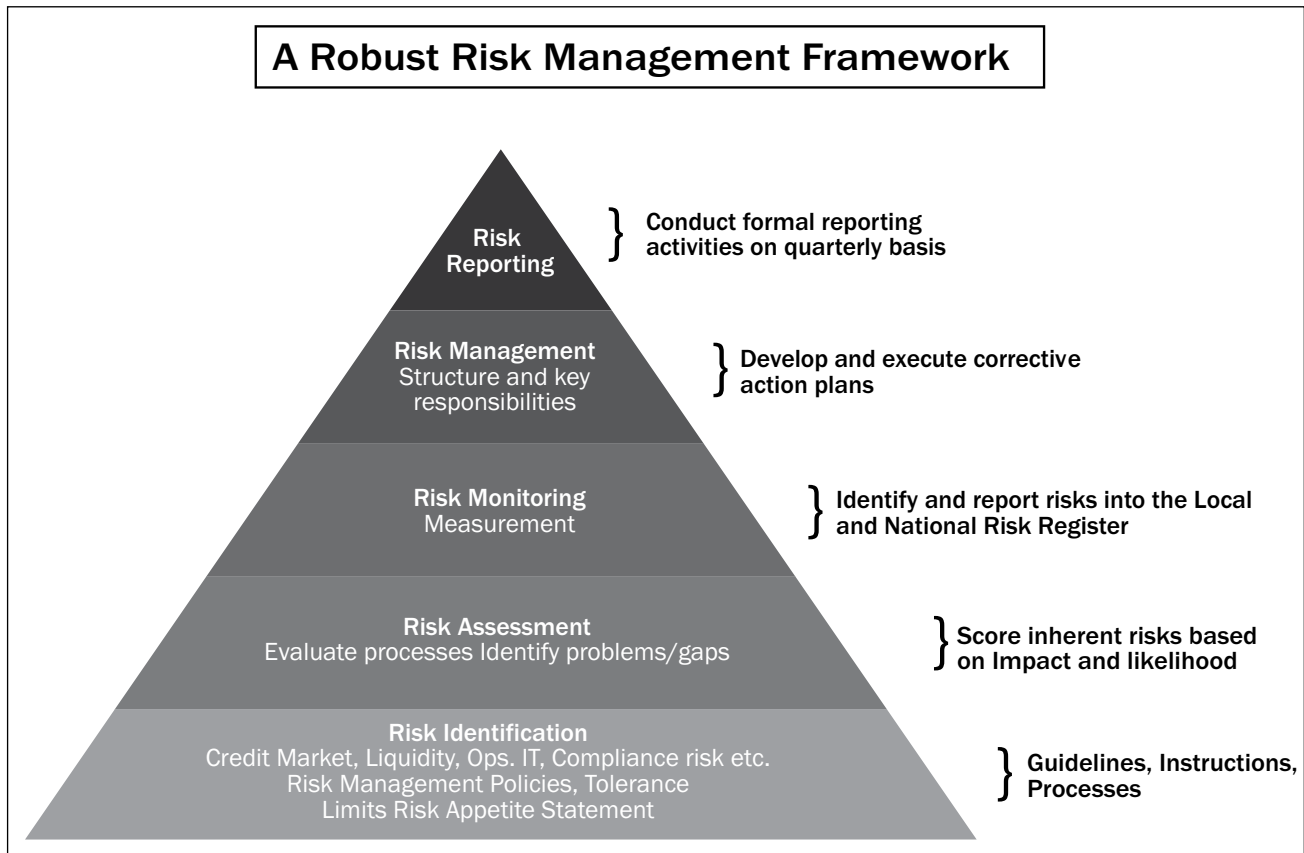 A Robust Risk Management Framework
Risk
Reporting
Conduct formal reporting
activities on quarterly basis
Risk Management
Structure and key
responsibilities
Develop and execute corrective
action plans
Risk Monitoring
Measurement
Identify and report risks into the Local
and National Risk Register
Risk Assessment
Evaluate processes Identify problems/gaps
Score inherent risks based
on Impact and likelihood
Risk Identification
Credit Market, Liquidity, Ops. IT, Compliance risk etc.
Risk Management Policies, Tolerance
Limits Risk Appetite Statement
Guidelines, Instructions,
Processes